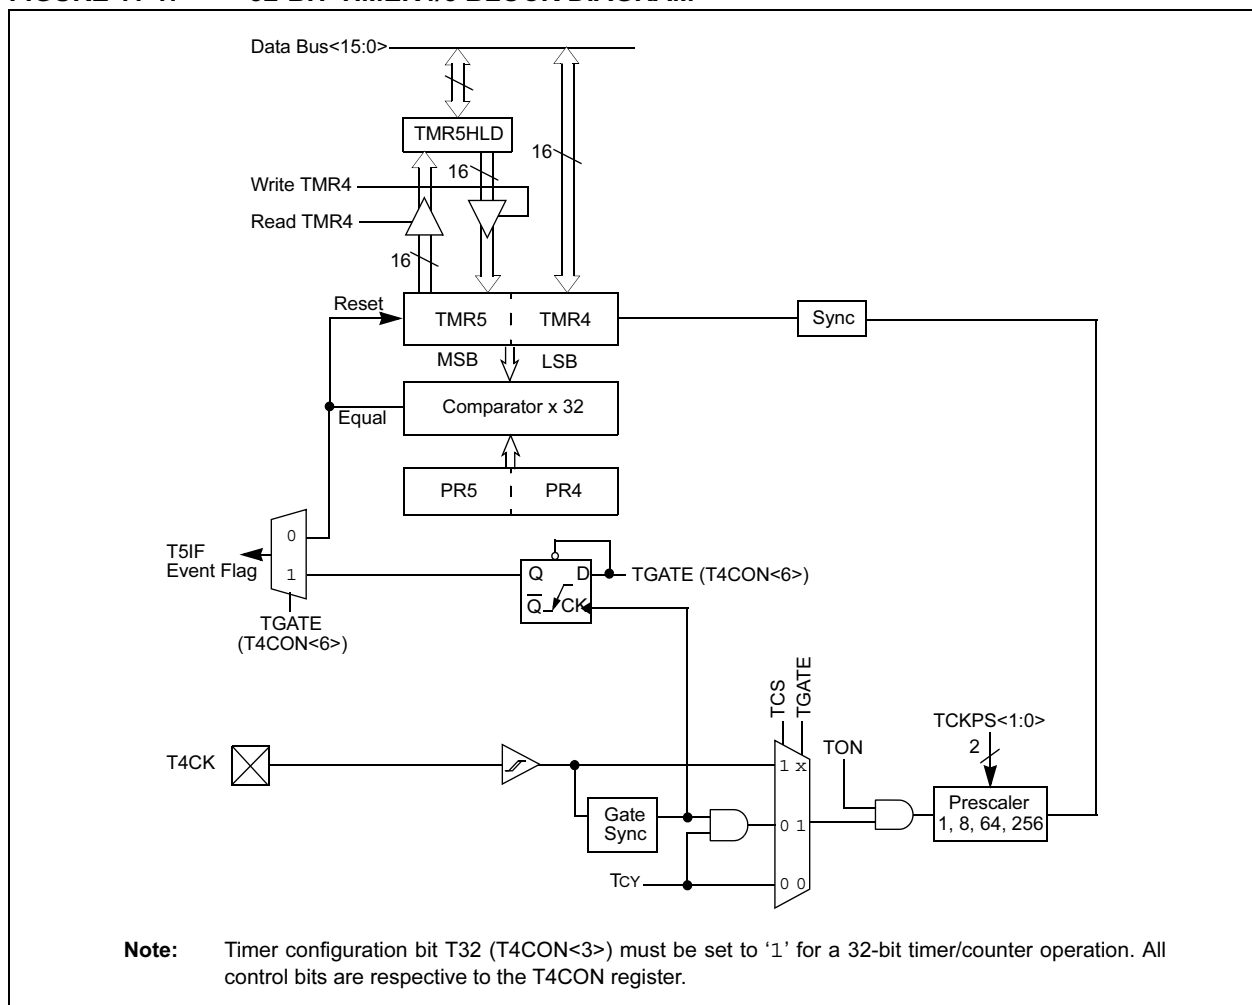 Data Bus<15:0>
TMR5HLD
16
16
Write TMR4
Read TMR4
16
Reset
TMR5
TMR4
Sync
MSB
LSB
Equal
Comparator x 32
PR5
PR4
0
T5IF
Event Flag
1
Q
D
TGATE (T4CON<6>)
Q
CK
TGATE
(T4CON<6>)
TCS
TGATE
TCKPS<1:0>
2
TON
T4CK
1 x
Prescaler
1, 8, 64, 256
Gate
Sync
0 1
TCY
0 0
Note: Timer configuration bit T32 (T4CON<3>) must be set to '1' for a 32-bit timer/counter operation. All
control bits are respective to the T4CON register.